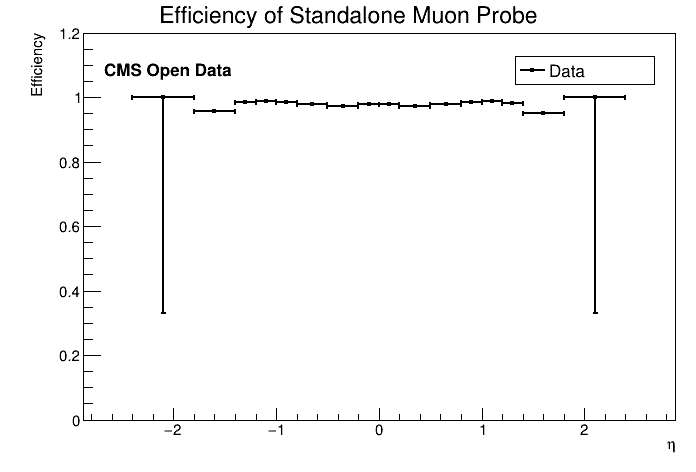 Efficiency of Standalone Muon Probe
Efficiency
1.2
1
0.8
0.6
0.4
0.2
0
CMS Open Data
Data
−2
−1
0
1
2
η